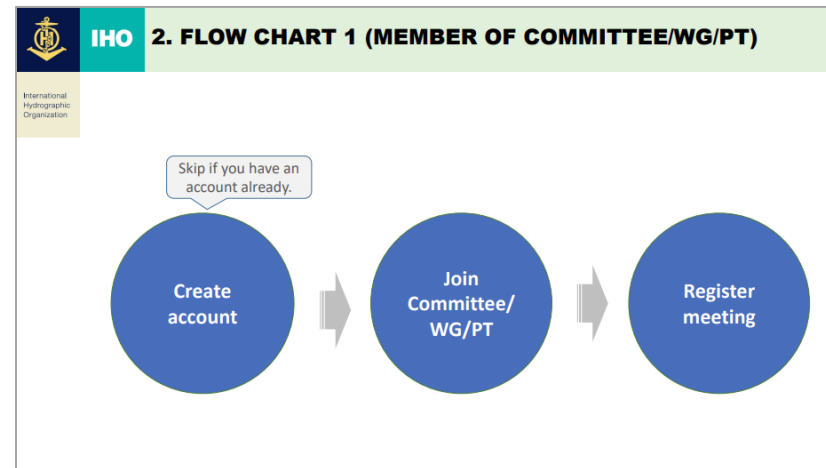 IHO
2. FLOW CHART 1 (MEMBER OF COMMITTEE/WG/PT)
International
Hydrographic
Organization
Skip if you have an
account already.
Create
account
Join
Committee/
WG/PT
Register
meeting